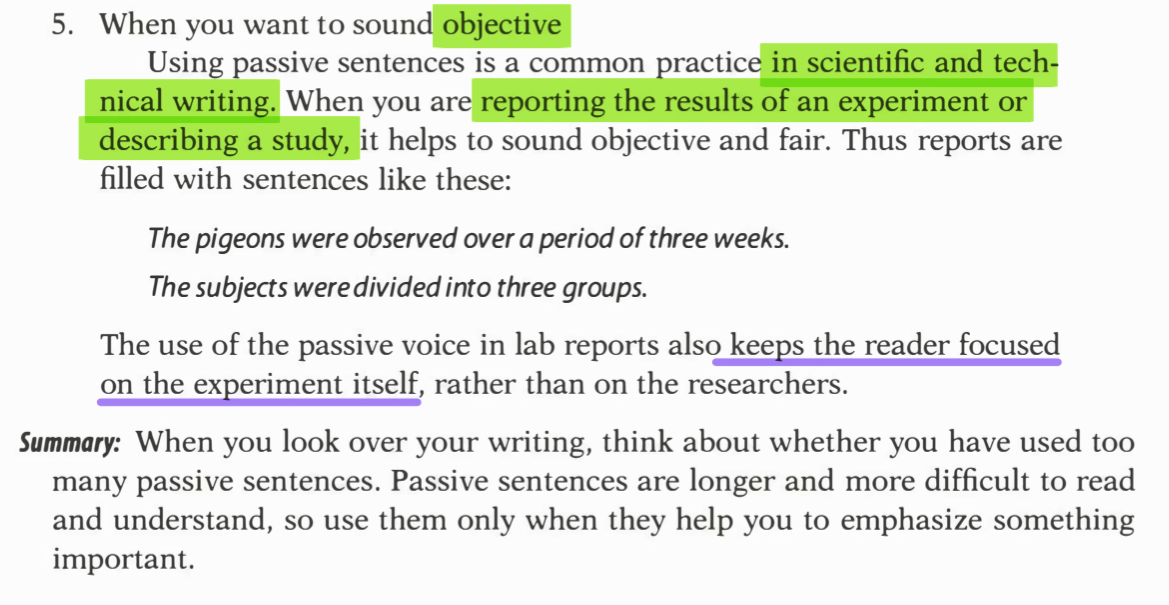 5. When you want to sound objective
Using passive sentences is a common practice in scientific and tech-
nical writing. When you are reporting the results of an experiment or
describing a study, it helps to sound objective and fair. Thus reports are
filled with sentences like these:
The pigeons were observed over a period of three weeks.
The subjects were divided into three groups.
The use of the passive voice in lab reports also keeps the reader focused
on the experiment itself, rather than on the researchers.
Summary: When you look over your writing, think about whether you have used too
many passive sentences. Passive sentences are longer and more difficult to read
and understand, so use them only when they help you to emphasize something
important.